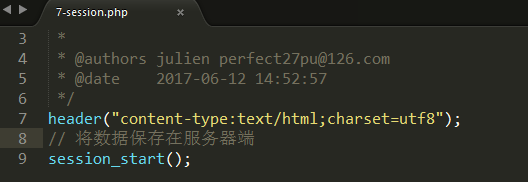 7-session.php ×
3 *
4 * @authors julien perfect27pu@126.com
5 * @date 2017-06-12 14:52:57
6 */
7 header("content-type:text/html;charset=utf8");
8 // 将数据保存在服务器端
9 session_start();